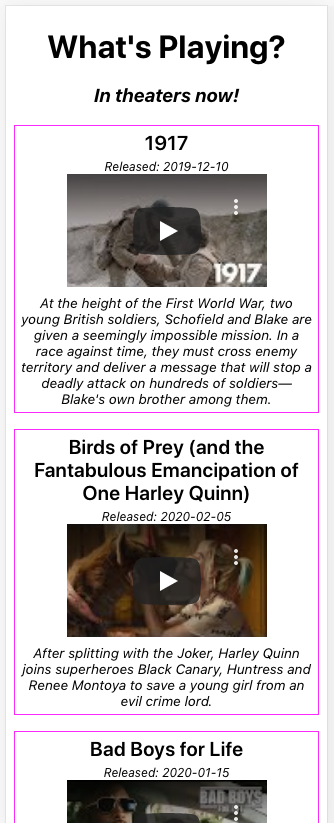 What's Playing?
In theaters now!
1917
Released: 2019-12-10
1917
At the height of the First World War, two
young British soldiers, Schofield and Blake are
given a seemingly impossible mission. In a
race against time, they must cross enemy
territory and deliver a message that will stop a
deadly attack on hundreds of soldiers—
Blake's own brother among them.
Birds of Prey (and the
Fantabulous Emancipation of
One Harley Quinn)
Released: 2020-02-05
After splitting with the Joker, Harley Quinn
joins superheroes Black Canary, Huntress and
Renee Montoya to save a young girl from an
evil crime lord.
Bad Boys for Life
Released: 2020-01-15
BAD BOYS